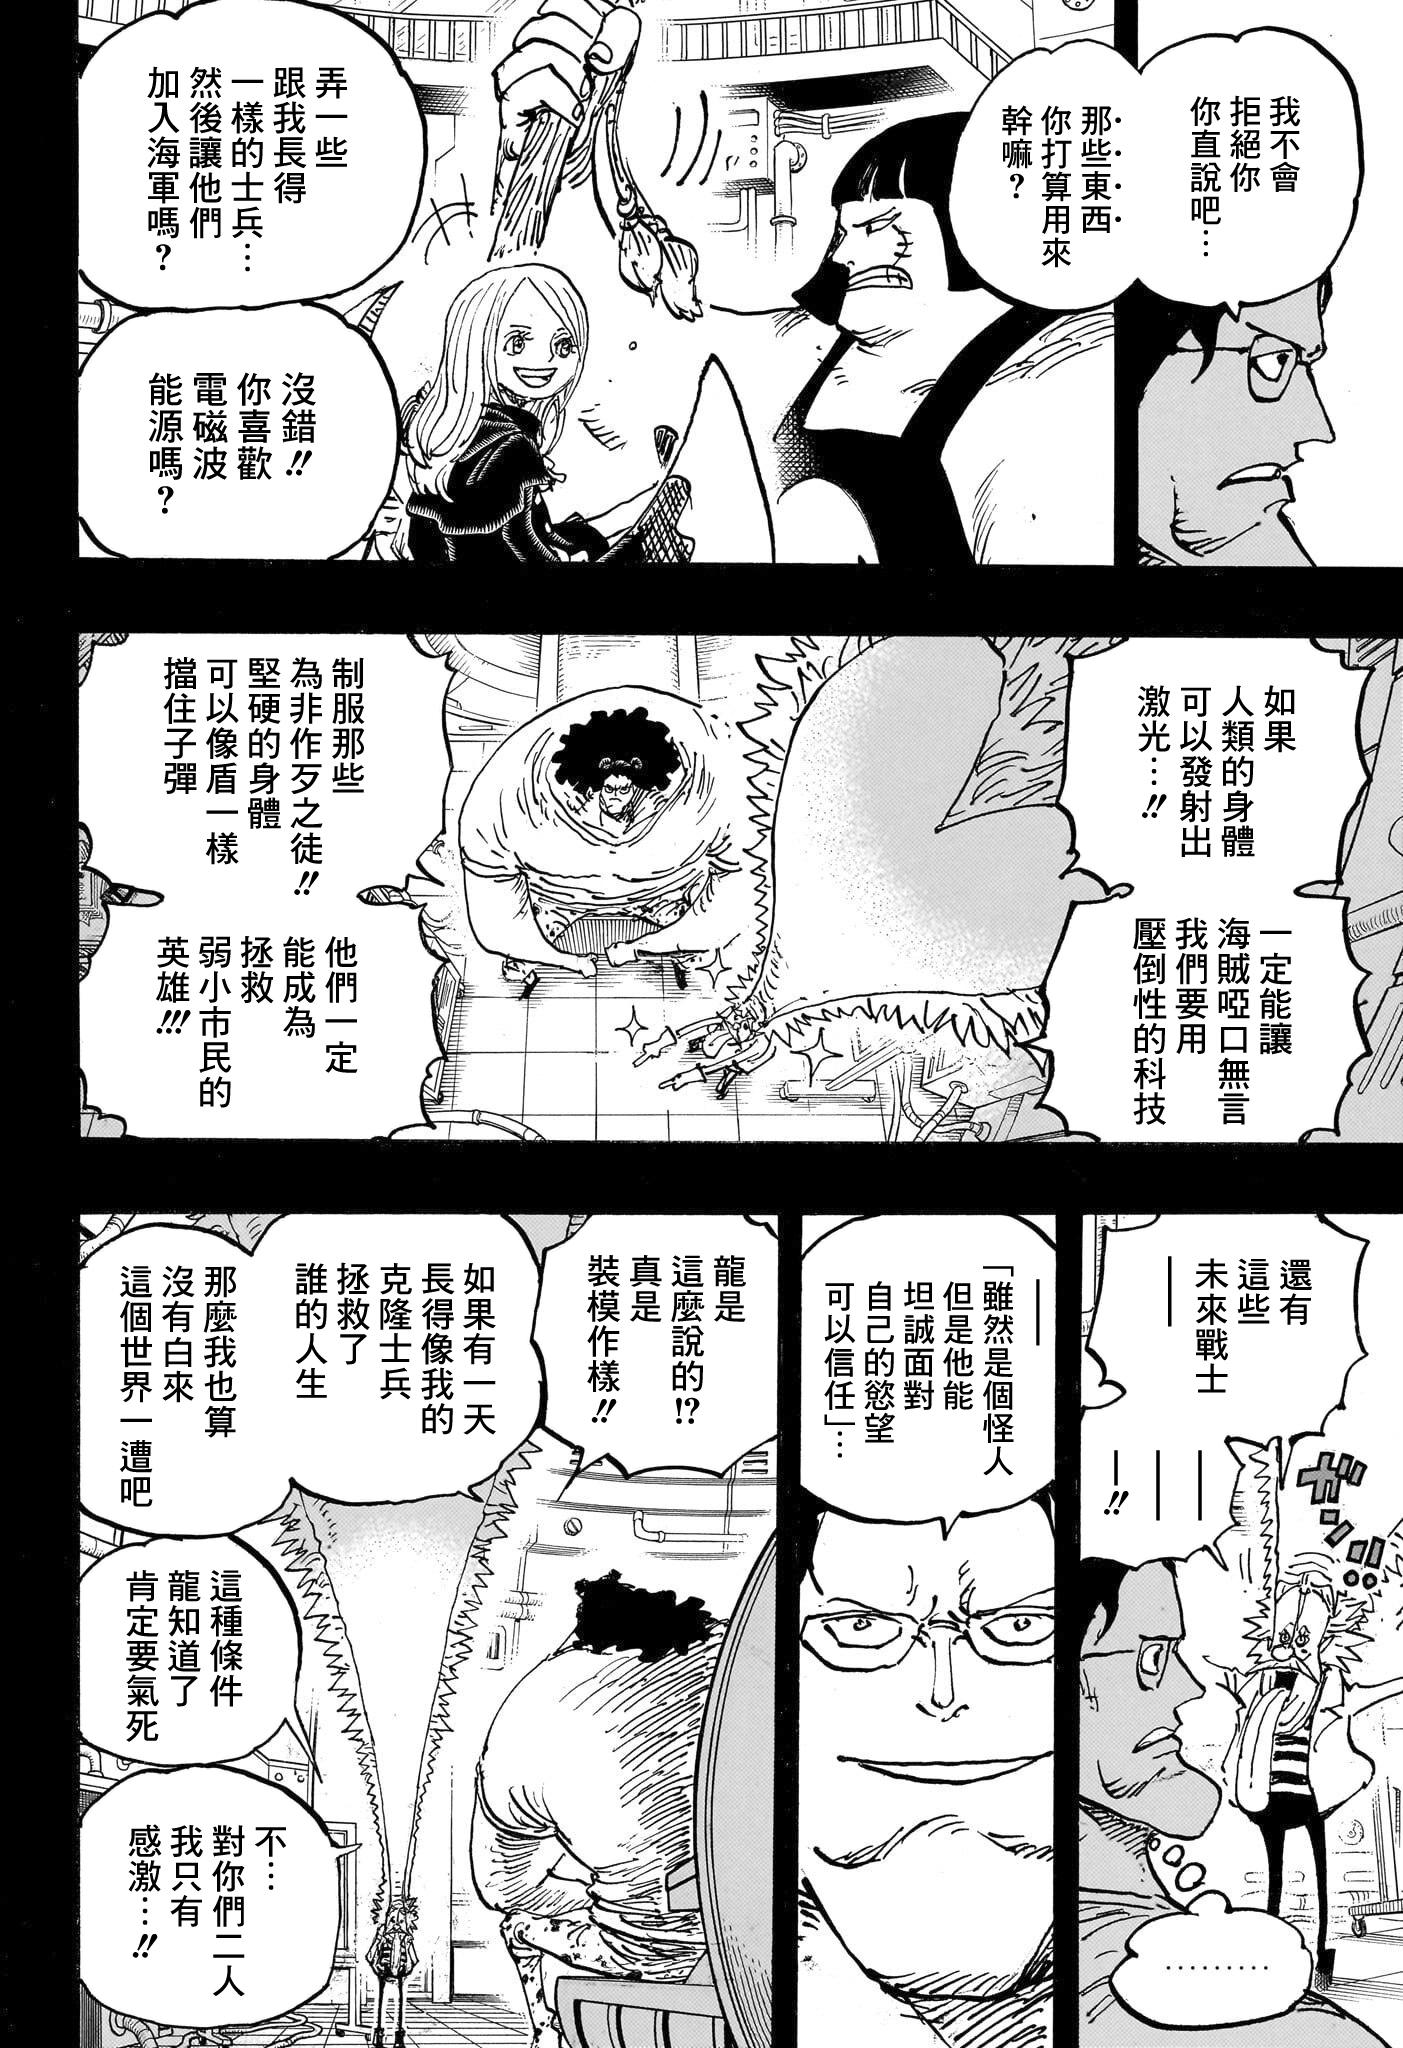 我不會
拒絕你
你直說吧…
那些東西
你打算用來
幹嘛?
弄一些
跟我長得
一樣的士兵…
然後讓他們
加入海軍嗎?
沒錯!!
你喜歡
電磁波
能源嗎?
如果
人類的身體
可以發射出
激光…!!
一定能讓
海賊啞口無言
我們要用
壓倒性的科技
制服那些
為非作歹之徒!!
堅硬的身體
可以像盾一樣
擋住子彈
他們一定
能成為
拯救
弱小市民的
英雄!!!
還有
這些
未來戰士
——
———!!
ギンッ
………
——
「雖然是個怪人
但是他能
坦誠面對
自己的慾望
可以信任」…
龍是
這麼說的!?
真是
裝模作樣!!
如果有一天
長得像我的
克隆士兵
拯救了
誰的人生
那麼我也算
沒有白來
這個世界一遭吧
這種條件
龍知道了
肯定要氣死
不…
對你們二人
我只有
感激…!!